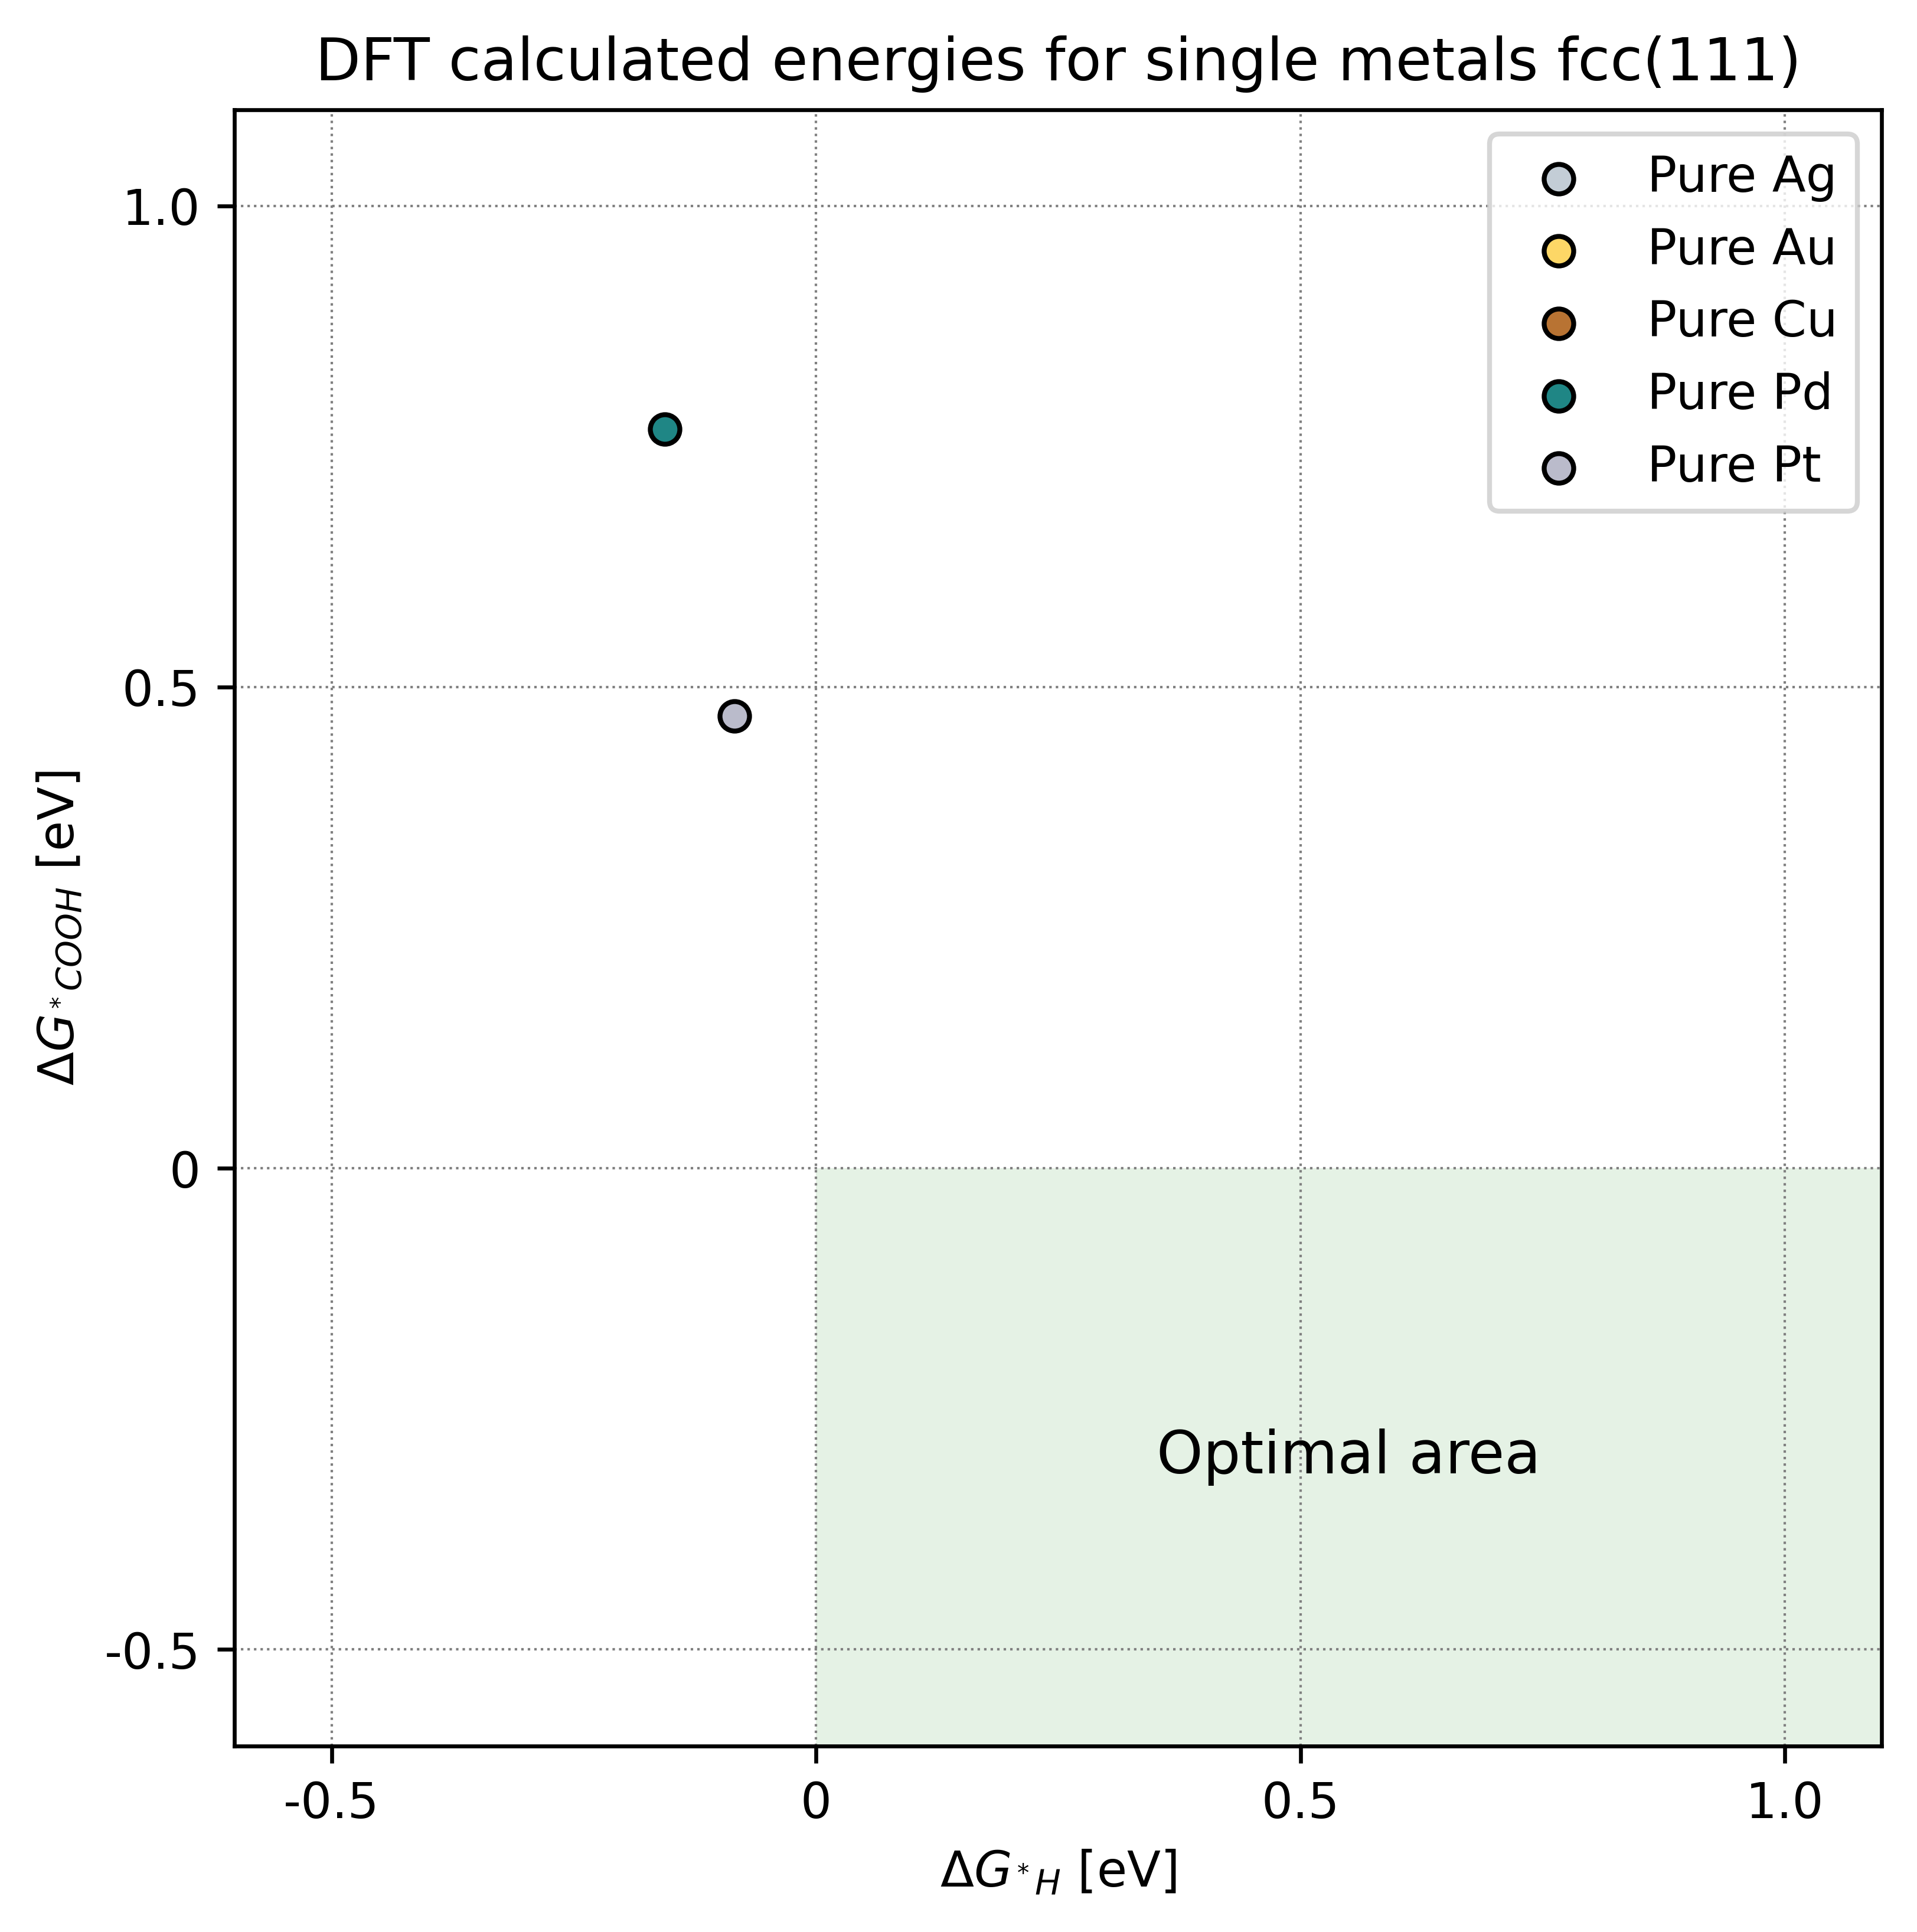 DFT calculated energies for single metals fcc(111)
Pure Ag
Pure Au
Pure Cu
Pure Pd
Pure Pt
1.0
0.5
0
-0.5
ΔG*COOH [eV]
Optimal area
-0.5 0 0.5 1.0
ΔG*H [eV]